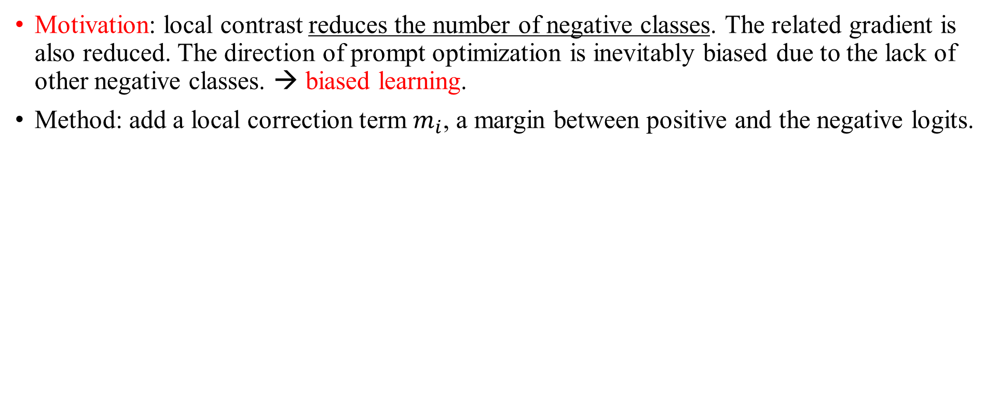 • Motivation: local contrast reduces the number of negative classes. The related gradient is
also reduced. The direction of prompt optimization is inevitably biased due to the lack of
other negative classes. → biased learning.
• Method: add a local correction term 𝑚ᵢ, a margin between positive and the negative logits.